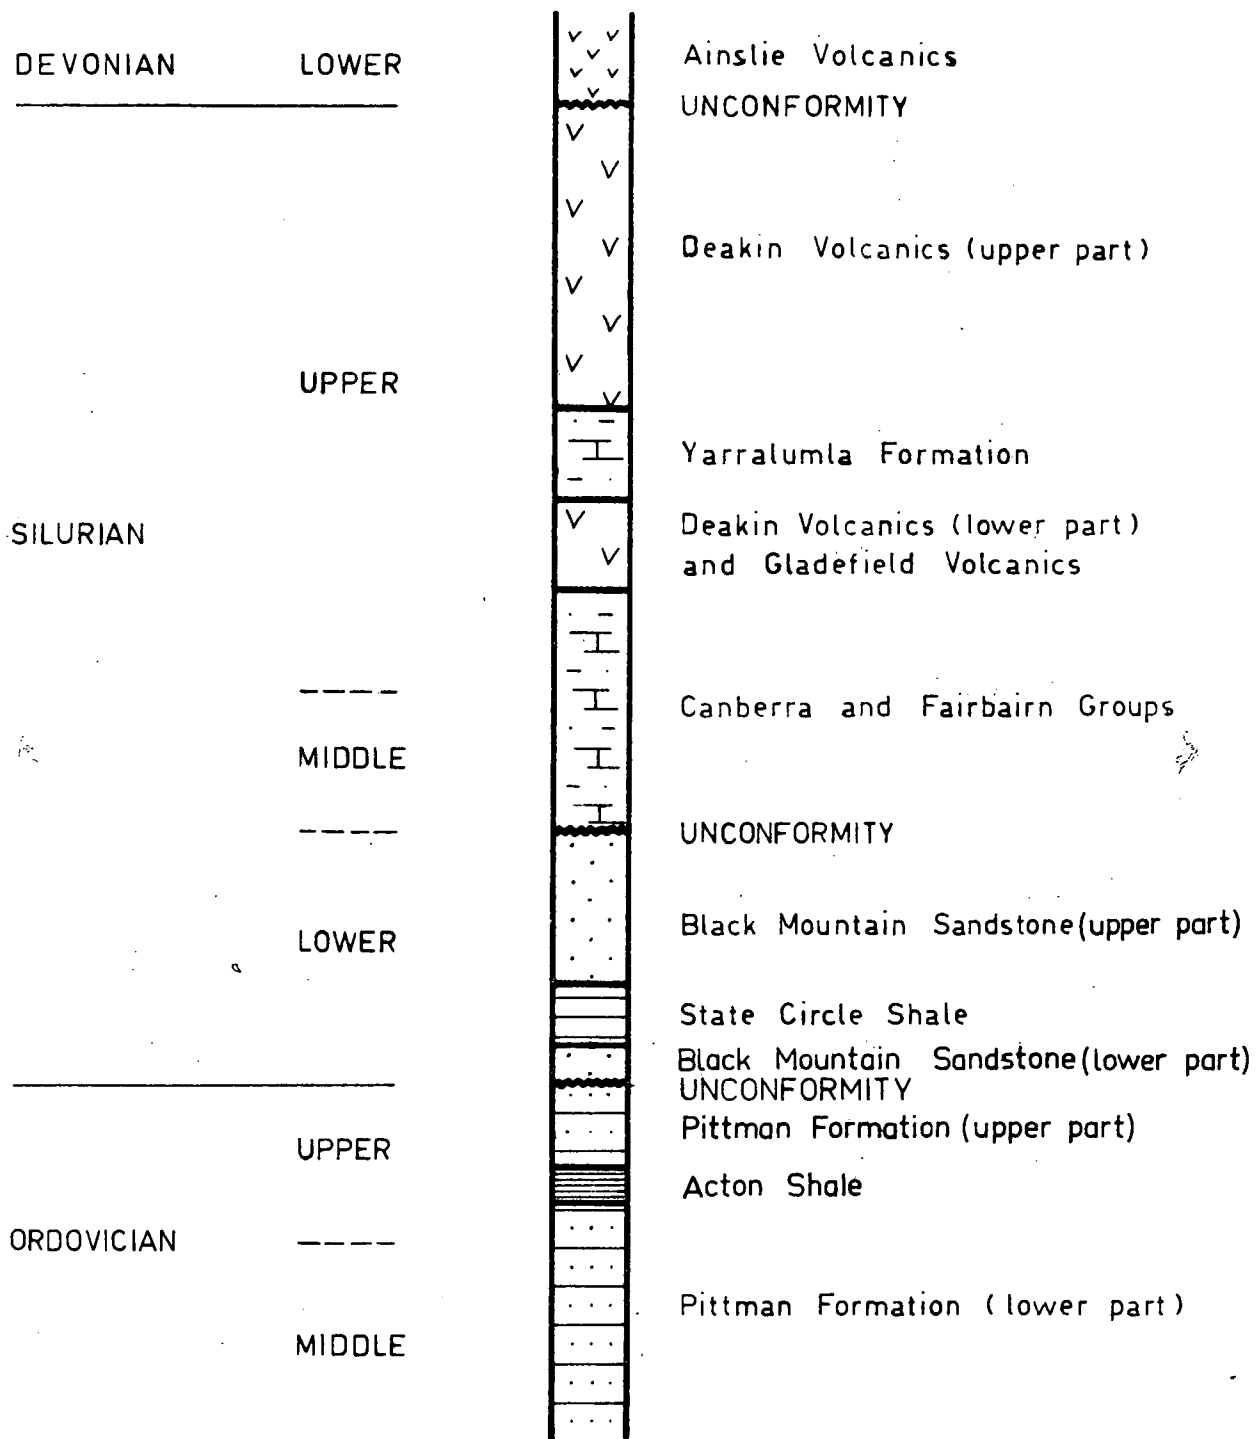 DEVONIAN LOWER Ainslie Volcanics
UNCONFORMITY
Deakin Volcanics (upper part)
UPPER
Yarralumla Formation
SILURIAN Deakin Volcanics (lower part)
and Gladefield Volcanics
Canberra and Fairbairn Groups
MIDDLE
UNCONFORMITY
Black Mountain Sandstone (upper part)
LOWER
State Circle Shale
Black Mountain Sandstone (lower part)
UNCONFORMITY
Pittman Formation (upper part)
UPPER
Acton Shale
ORDOVICIAN
Pittman Formation (lower part)
MIDDLE